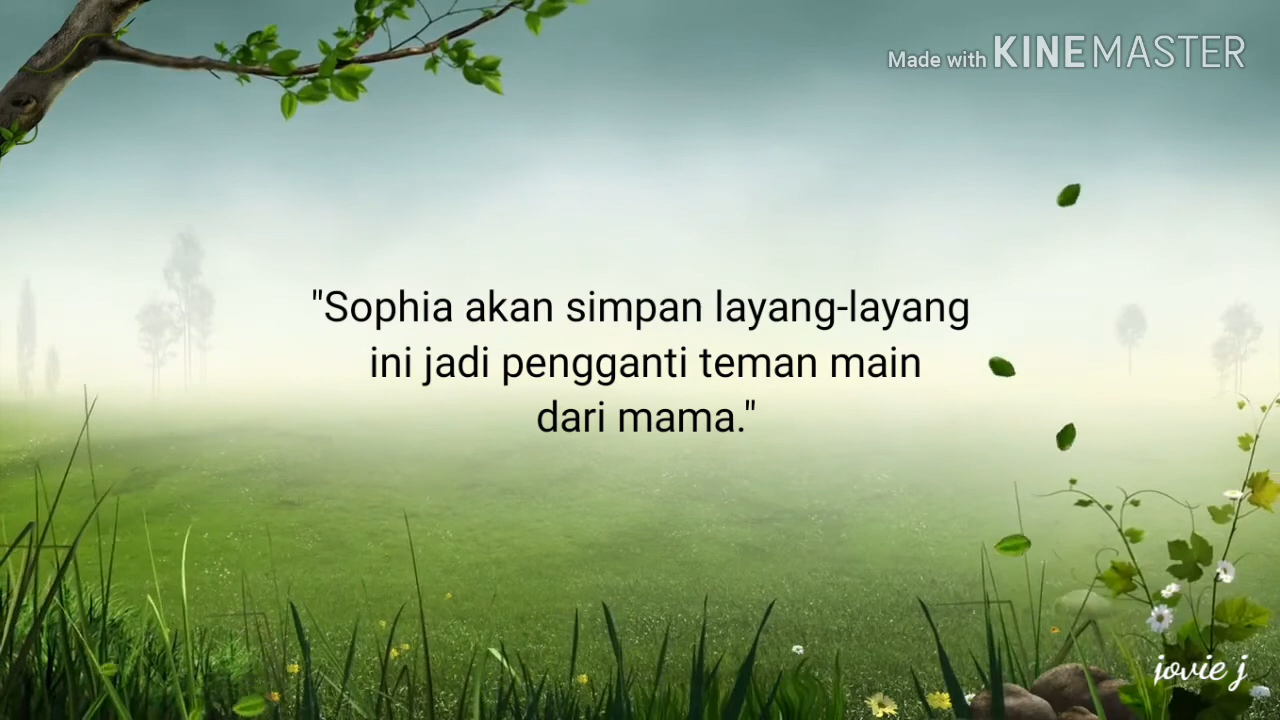 Made with KINEMASTER
"Sophia akan simpan layang-layang
ini jadi pengganti teman main
dari mama."
jovie j